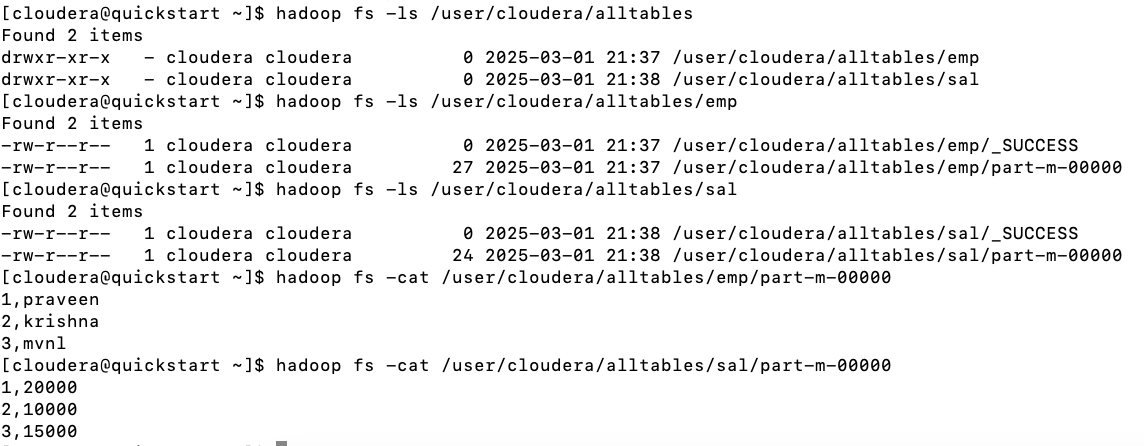 [cloudera@quickstart ~]$ hadoop fs -ls /user/cloudera/alltables
Found 2 items
drwxr-xr-x   - cloudera cloudera          0 2025-03-01 21:37 /user/cloudera/alltables/emp
drwxr-xr-x   - cloudera cloudera          0 2025-03-01 21:38 /user/cloudera/alltables/sal
[cloudera@quickstart ~]$ hadoop fs -ls /user/cloudera/alltables/emp
Found 2 items
-rw-r--r--   1 cloudera cloudera          0 2025-03-01 21:37 /user/cloudera/alltables/emp/_SUCCESS
-rw-r--r--   1 cloudera cloudera         27 2025-03-01 21:37 /user/cloudera/alltables/emp/part-m-00000
[cloudera@quickstart ~]$ hadoop fs -ls /user/cloudera/alltables/sal
Found 2 items
-rw-r--r--   1 cloudera cloudera          0 2025-03-01 21:38 /user/cloudera/alltables/sal/_SUCCESS
-rw-r--r--   1 cloudera cloudera         24 2025-03-01 21:38 /user/cloudera/alltables/sal/part-m-00000
[cloudera@quickstart ~]$ hadoop fs -cat /user/cloudera/alltables/emp/part-m-00000
1,praveen
2,krishna
3,mvnl
[cloudera@quickstart ~]$ hadoop fs -cat /user/cloudera/alltables/sal/part-m-00000
1,20000
2,10000
3,15000